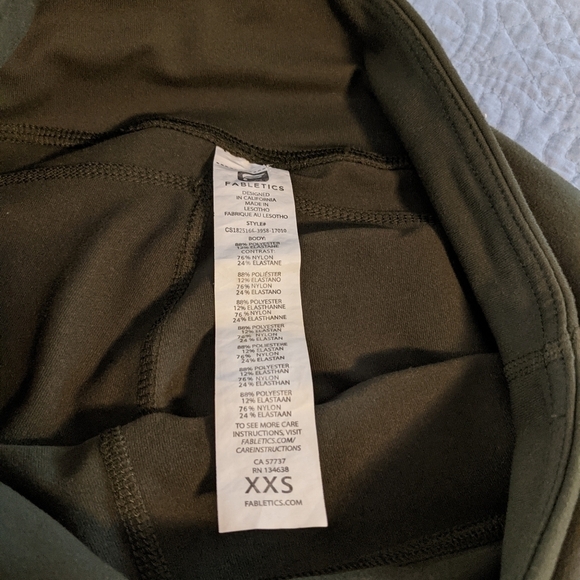 FABLETICS
DESIGNED
IN CALIFORNIA
MADE IN
LESOTHO
FABRIQUE AU LESOTHO
STYLE#
BODY:
88% POLYESTER
12% ELASTANE
CONTRAST:
76% NYLON
24% ELASTANE
88% POLIÉSTER
12% ELASTANO
76% NYLON
24% ELASTANO
88% POLYESTER
12% ELASTHANNE
76% NYLON
24% ELASTHANNE
88% POLYESTER
12% ELASTAN
76% NYLON
24% ELASTAN
88% POLIESTERE
12% ELASTAN
76% NYLON
24% ELASTAN
88% POLYESTER
12% ELASTHAN
76% NYLON
24% ELASTHAN
88% POLYESTER
12% ELASTAAN
76% NYLON
24% ELASTAAN
TO SEE MORE CARE
INSTRUCTIONS, VISIT
FABLETICS.COM/
CAREINSTRUCTIONS
CA 57737
RN 134638
XXS
FABLETICS.COM